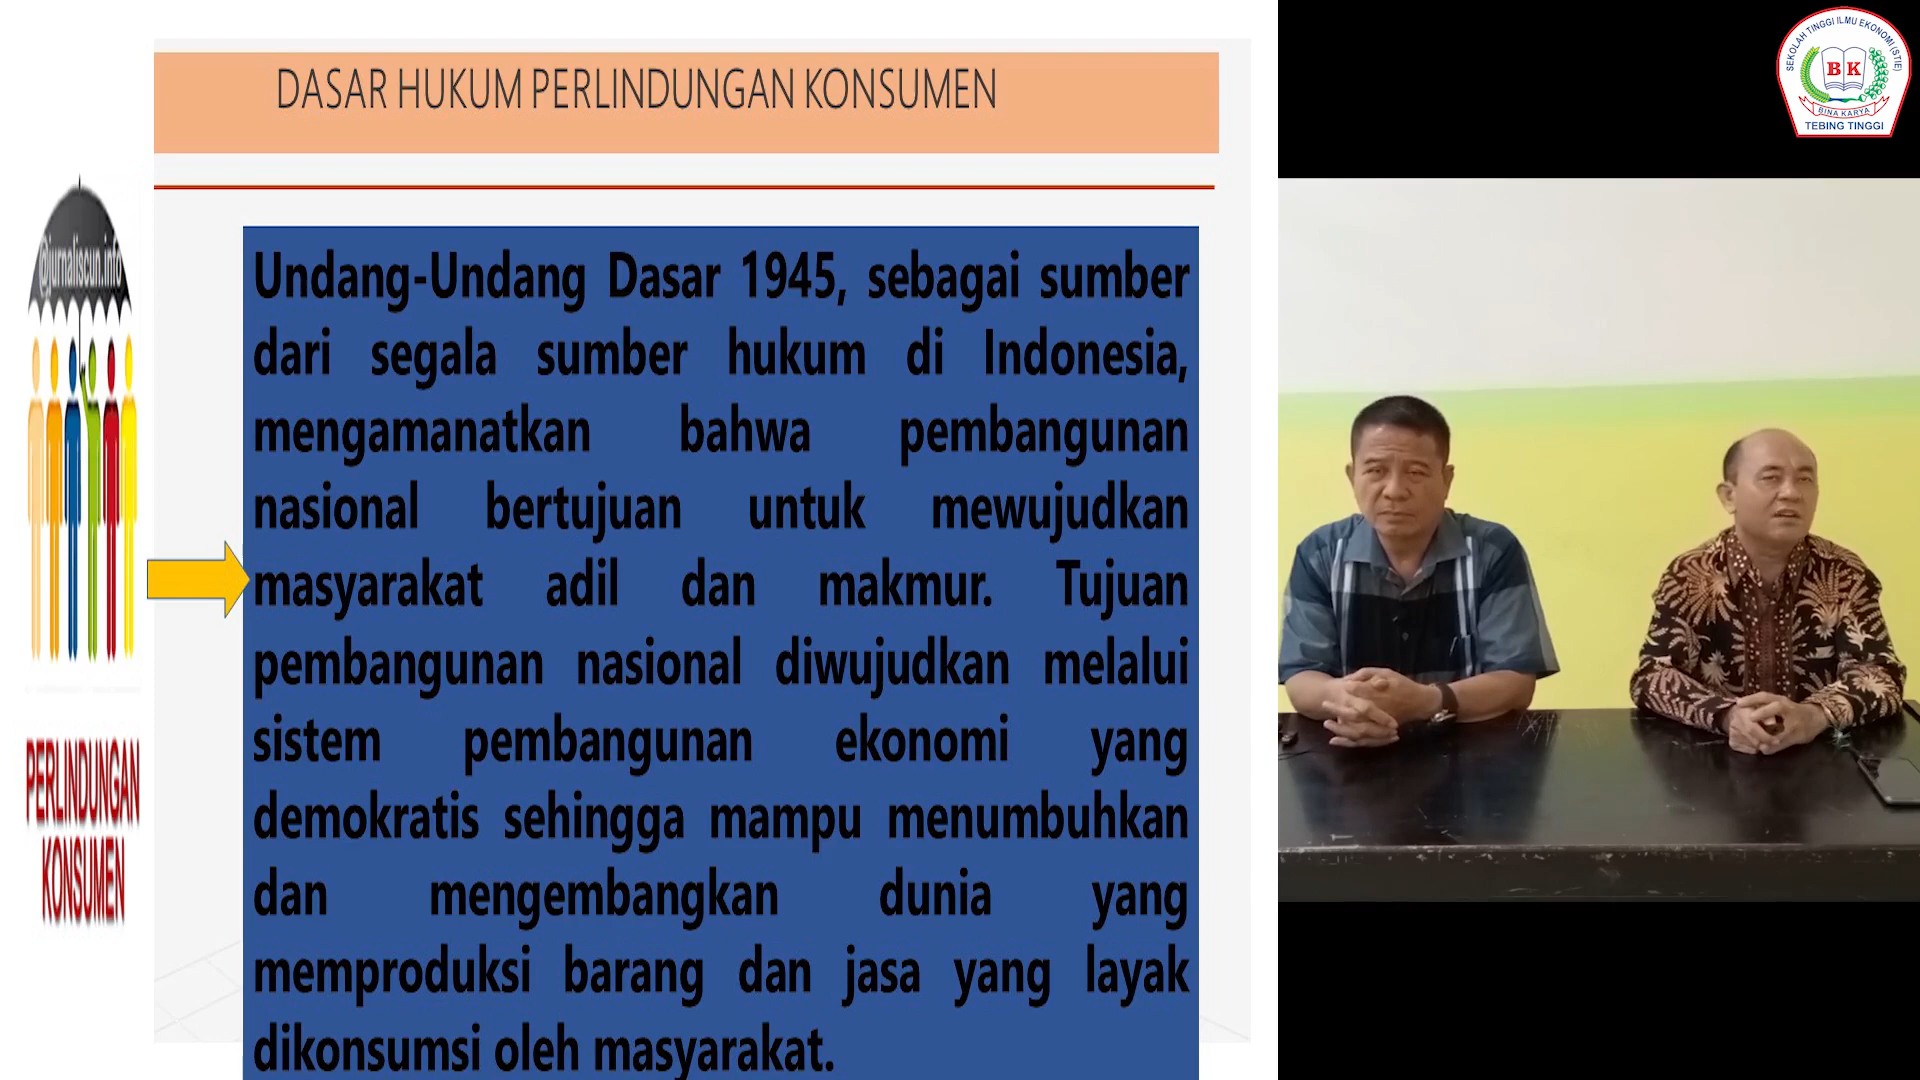 DASAR HUKUM PERLINDUNGAN KONSUMEN
@jurnaliscun.info
PERLINDUNGAN
KONSUMEN
Undang-Undang Dasar 1945, sebagai sumber
dari segala sumber hukum di Indonesia,
mengamanatkan bahwa pembangunan
nasional bertujuan untuk mewujudkan
masyarakat adil dan makmur. Tujuan
pembangunan nasional diwujudkan melalui
sistem pembangunan ekonomi yang
demokratis sehingga mampu menumbuhkan
dan mengembangkan dunia yang
memproduksi barang dan jasa yang layak
dikonsumsi oleh masyarakat.
SEKOLAH TINGGI ILMU EKONOMI (STIE)
BK
BINA KARYA
TEBING TINGGI